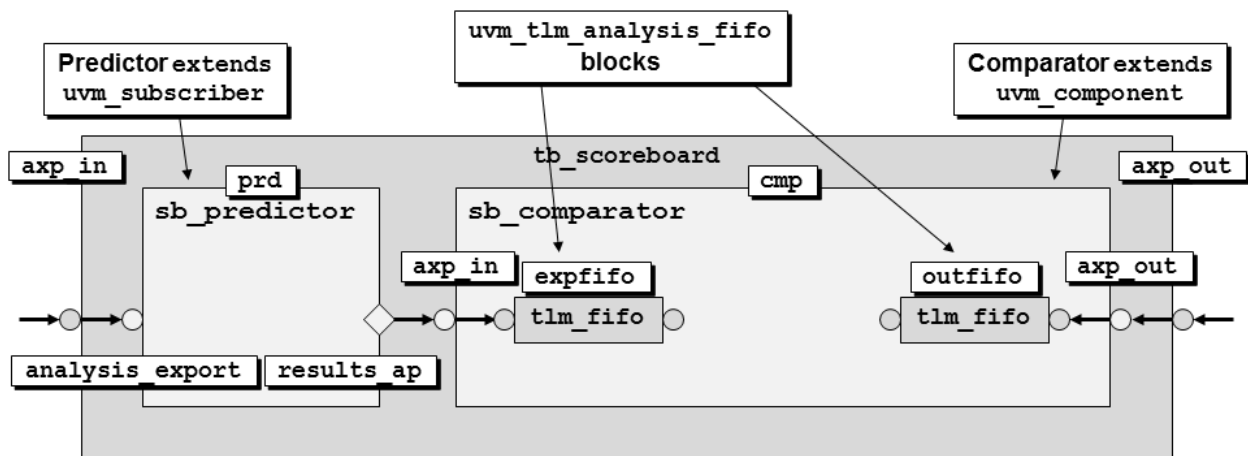 uvm_tlm_analysis_fifo
blocks
Predictor extends
uvm_subscriber
Comparator extends
uvm_component
axp_in
tb_scoreboard
axp_out
prd
cmp
sb_predictor
sb_comparator
axp_in
expfifo
outfifo
axp_out
tlm_fifo
tlm_fifo
analysis_export
results_ap